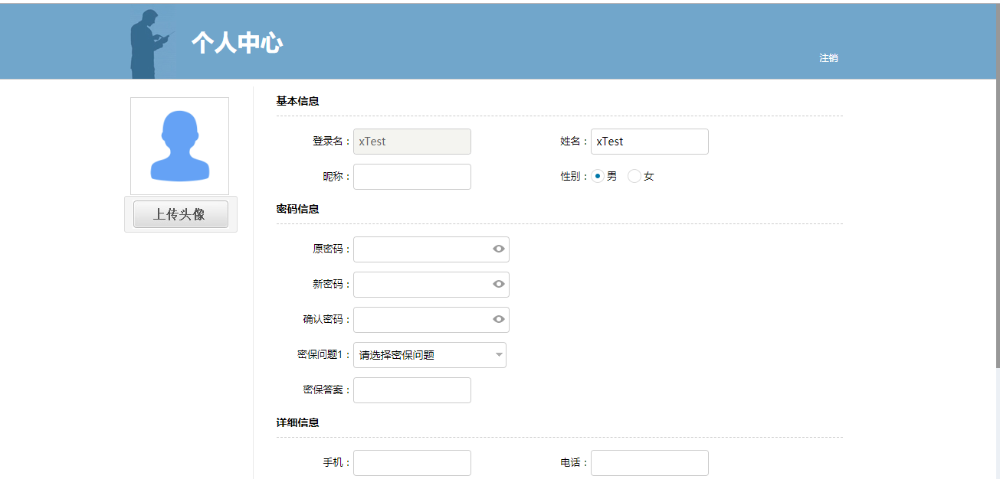 个人中心
注销
上传头像
基本信息
登录名： xTest 姓名： xTest
昵称： 性别： 男 女
密码信息
原密码：
新密码：
确认密码：
密保问题1： 请选择密保问题
密保答案：
详细信息
手机： 电话：